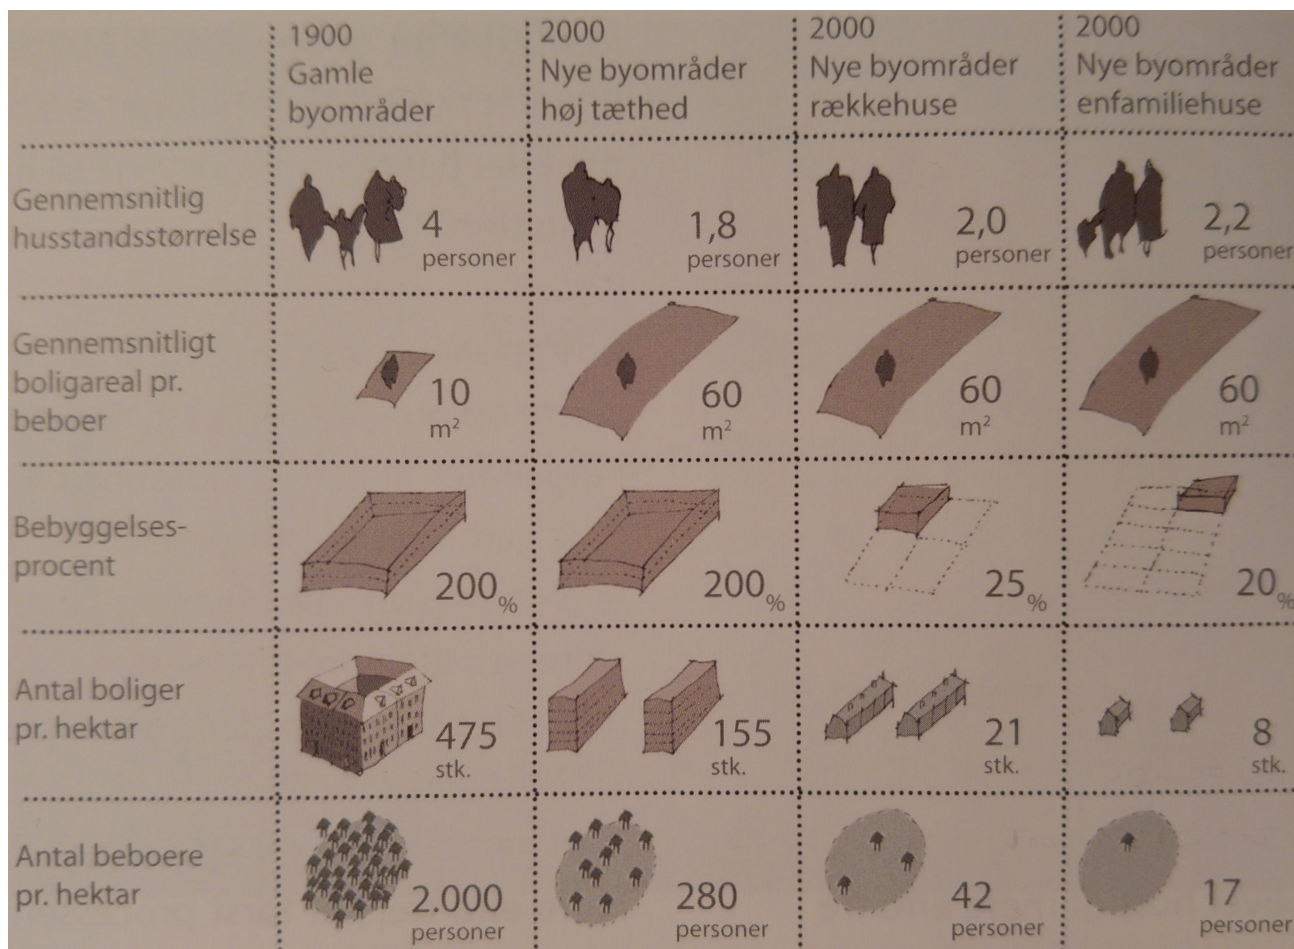 1900
Gamle
byområder
2000
Nye byområder
høj tæthed
2000
Nye byområder
rækkehuse
2000
Nye byområder
enfamiliehuse
Gennemsnitlig
husstandsstørrelse
4
personer
1,8
personer
2,0
personer
2,2
personer
Gennemsnitligt
boligareal pr.
beboer
10
m²
60
m²
60
m²
60
m²
Bebyggelses-
procent
200%
200%
25%
20%
Antal boliger
pr. hektar
475
stk.
155
stk.
21
stk.
8
stk.
Antal beboere
pr. hektar
2.000
personer
280
personer
42
personer
17
personer